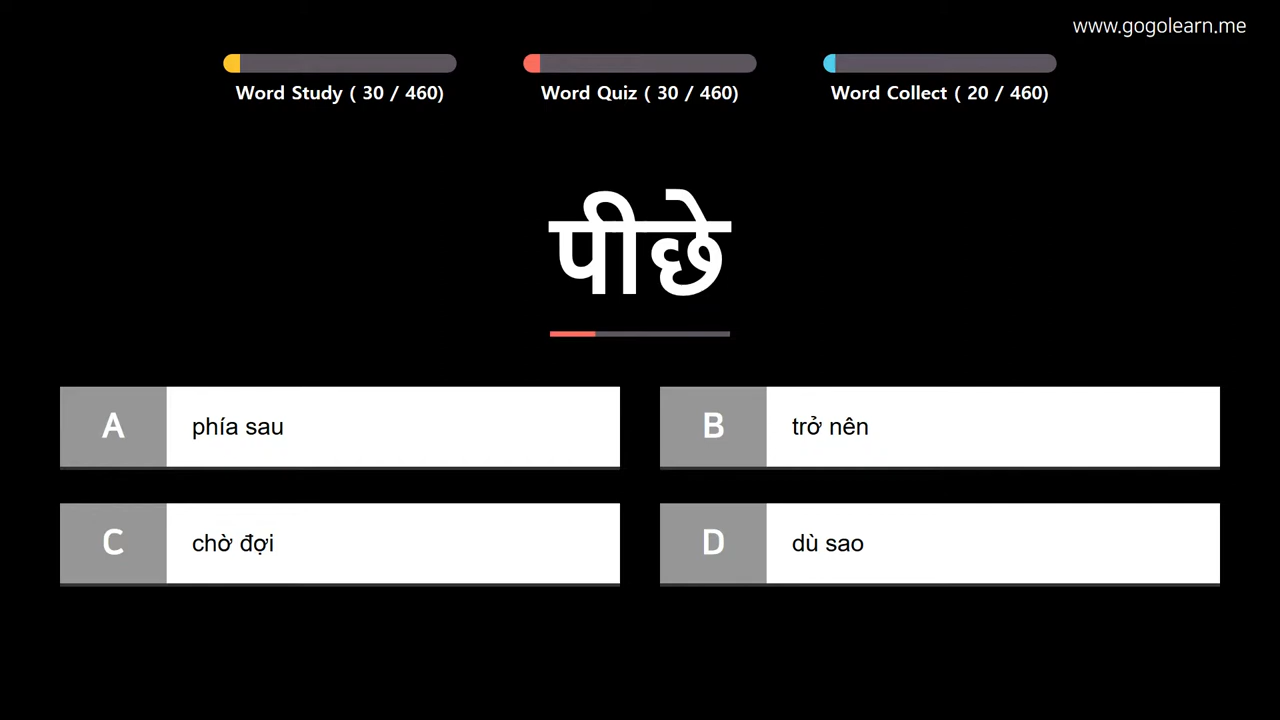 www.gogolearn.me
Word Study ( 30 / 460)
Word Quiz ( 30 / 460)
Word Collect ( 20 / 460)
पीछे
A phía sau
B trở nên
C chờ đợi
D dù sao